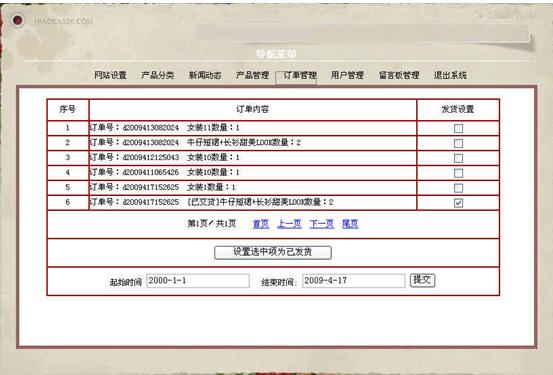 导航菜单
网站设置 产品分类 新闻动态 产品管理 订单管理 用户管理 留言板管理 退出系统
序号 订单内容 发货设置
1 订单号：d2009413082024 女装11数量：1
2 订单号：d2009413082024 牛仔短裙+长衫甜美LOOK数量：2
3 订单号：d2009412125043 女装10数量：1
4 订单号：d2009411065426 女装10数量：1
5 订单号：d2009417152625 女装1数量：1
6 订单号：d2009417152625 [已交货]牛仔短裙+长衫甜美LOOK数量：2
第1页/共1页 首页 上一页 下一页 尾页
设置选中项为已发货
起始时间 2000-1-1 结束时间: 2009-4-17 提交